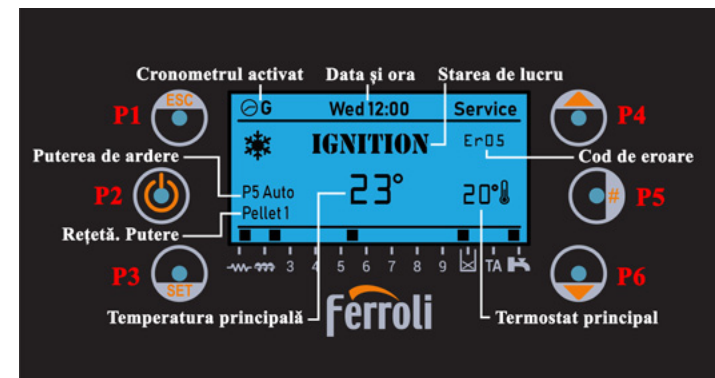 Cronometrul activat Data și ora Starea de lucru
P1 ESC G Wed 12:00 Service P4
IGNITION Er05
Puterea de ardere Cod de eroare
P2 P5 Auto 23° 20° # P5
Pellet 1
Rețetă. Putere
P3 SET 3 4 5 6 7 8 9 TA P6
Ferroli
Temperatura principală Termostat principal